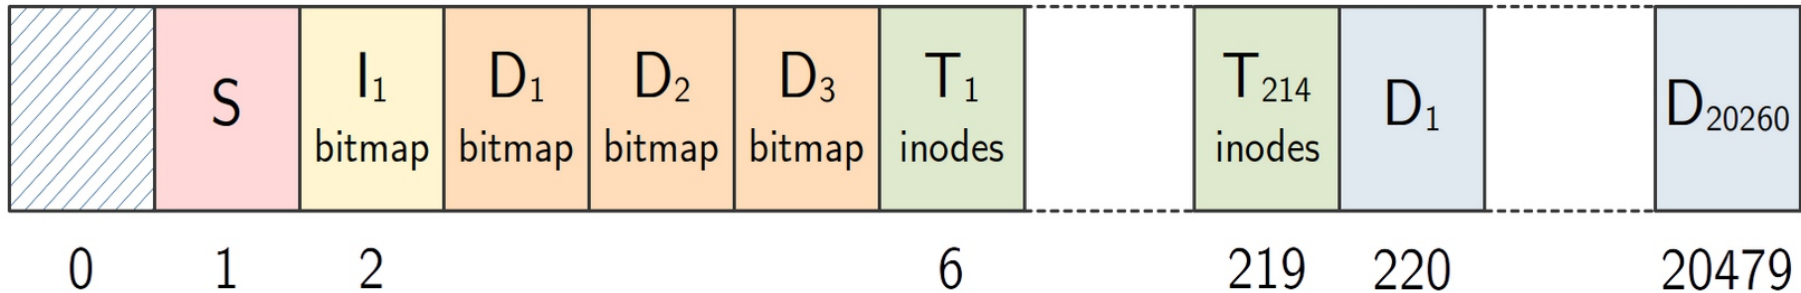 S
I₁
bitmap
D₁
bitmap
D₂
bitmap
D₃
bitmap
T₁
inodes
T₂₁₄
inodes
D₁
D₂₀₂₆₀
0 1 2 6 219 220 20479